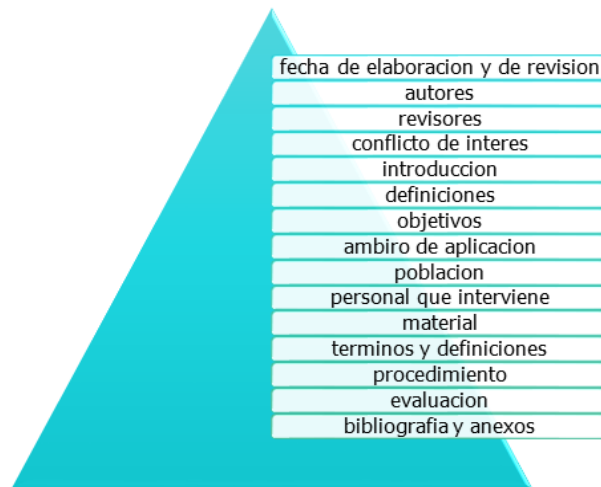 fecha de elaboracion y de revision
autores
revisores
conflicto de interes
introduccion
definiciones
objetivos
ambiro de aplicacion
poblacion
personal que interviene
material
terminos y definiciones
procedimiento
evaluacion
bibliografia y anexos